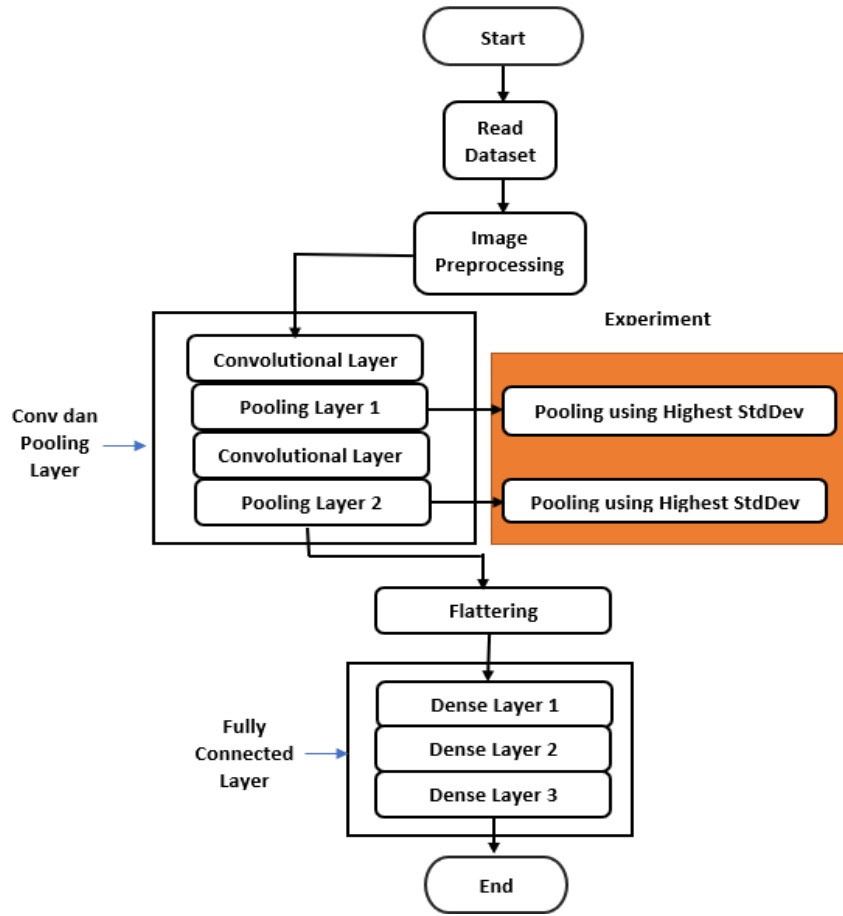 Start
Read
Dataset
Image
Preprocessing
Experiment
Convolutional Layer
Pooling Layer 1
Convolutional Layer
Pooling Layer 2
Conv dan
Pooling
Layer
Pooling using Highest StdDev
Pooling using Highest StdDev
Flattering
Dense Layer 1
Dense Layer 2
Dense Layer 3
Fully
Connected
Layer
End